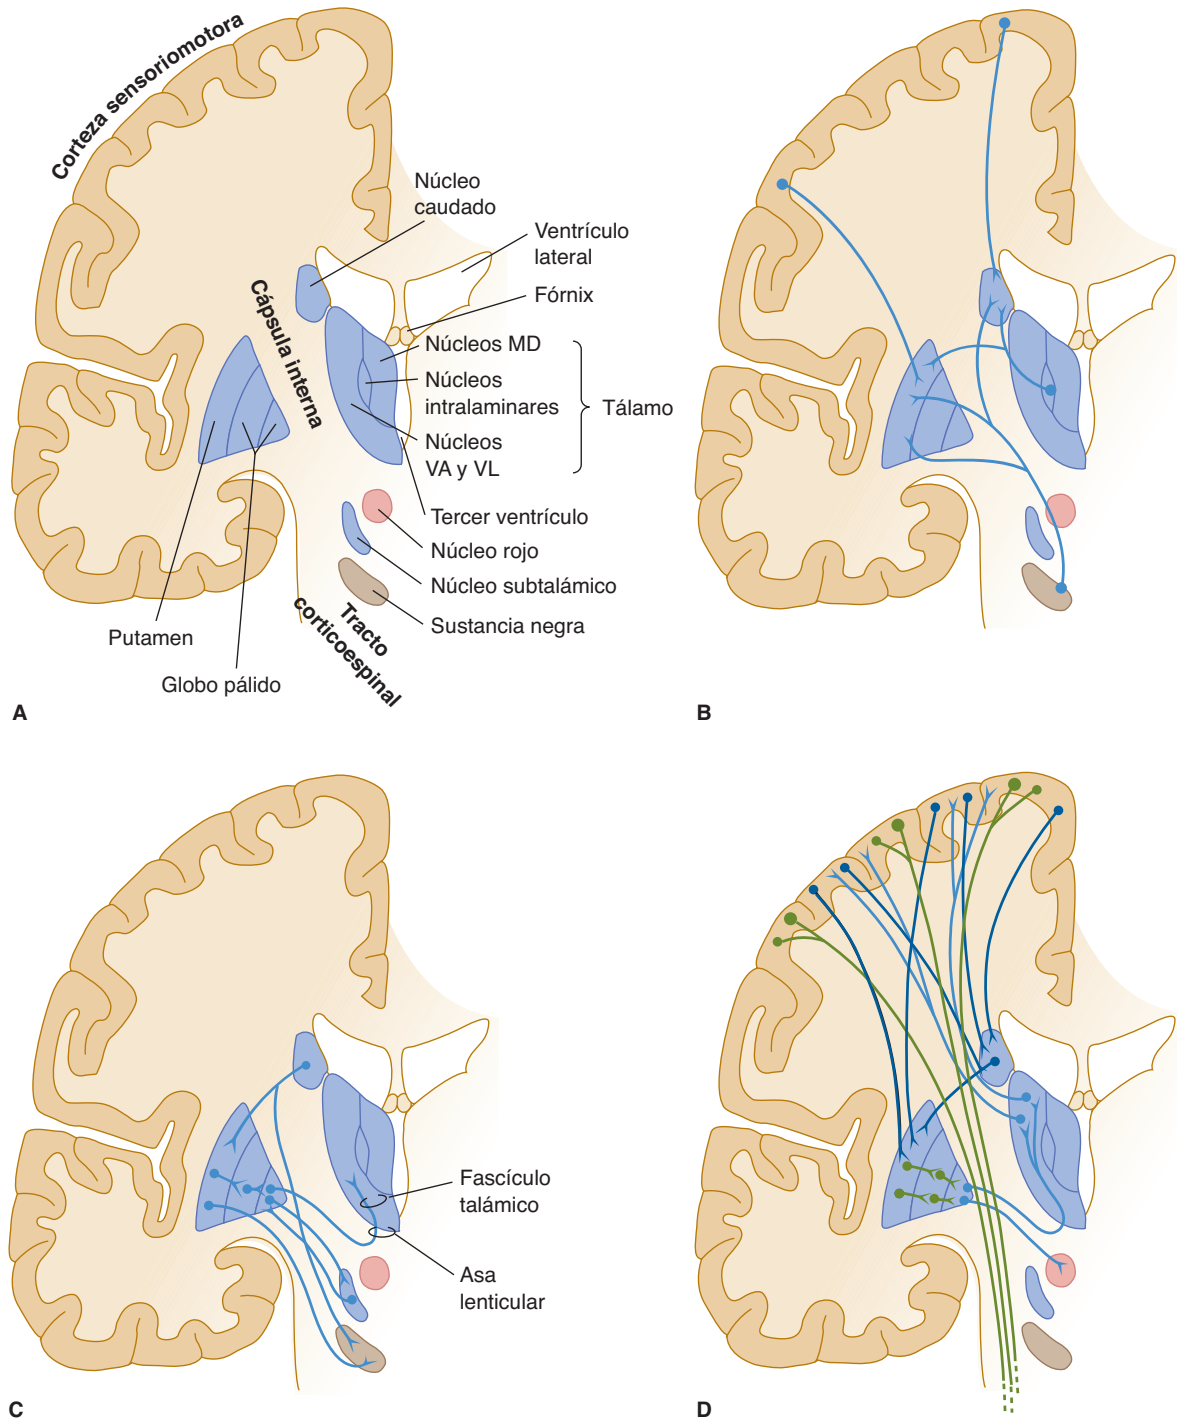 Corteza sensoriomotora
Núcleo
caudado
Ventrículo
lateral
Fórnix
Cápsula interna
Núcleos MD
Núcleos
intralaminares
Tálamo
Núcleos
VA y VL
Tercer ventrículo
Núcleo rojo
Núcleo subtalámico
Sustancia negra
Tracto
corticoespinal
Putamen
Globo pálido
A
B
Fascículo
talámico
Asa
lenticular
C
D